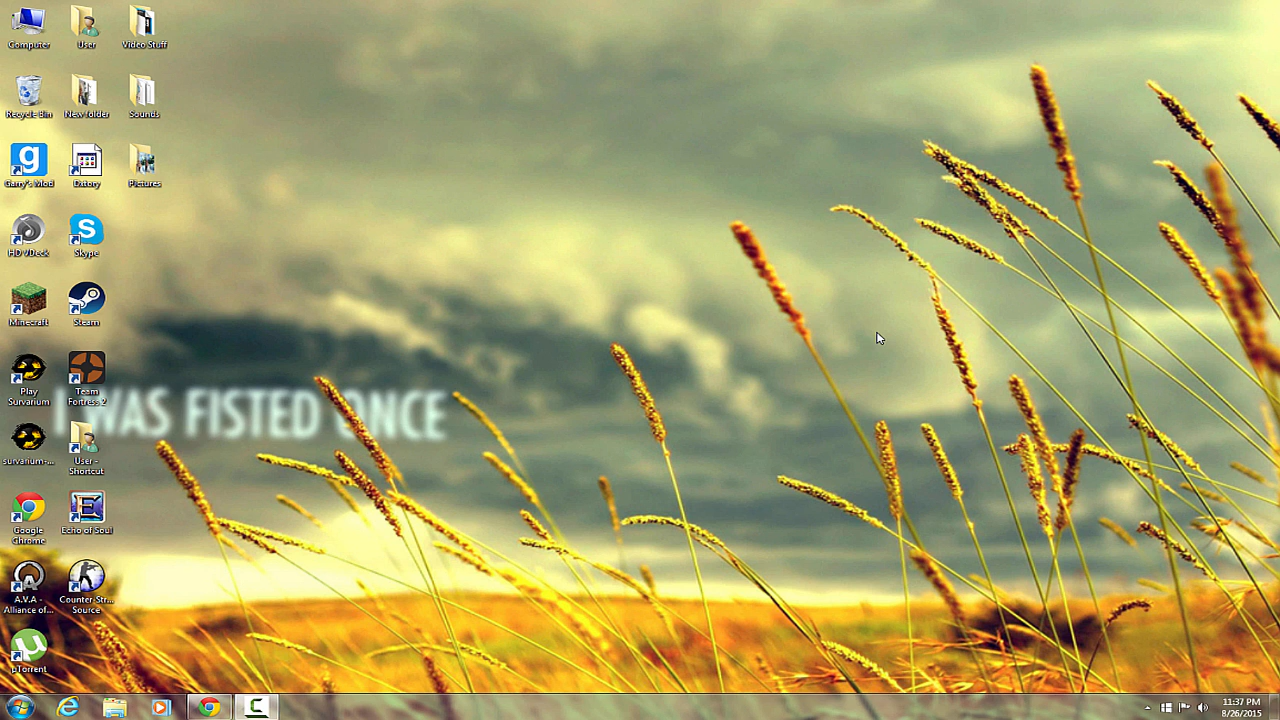 Computer
User
Video Stuff
Recycle Bin
New folder
Sounds
g
Garry's Mod
Dxtory
Pictures
HD VDeck
S
Skype
Minecraft
Steam
Play
Survarium
Team
Fortress 2
I WAS FISTED ONCE
survarium-...
User -
Shortcut
Google
Chrome
E
Echo of Soul
A.V.A -
Alliance of...
Counter-Str...
Source
µ
µTorrent
11:37 PM
8/26/2015